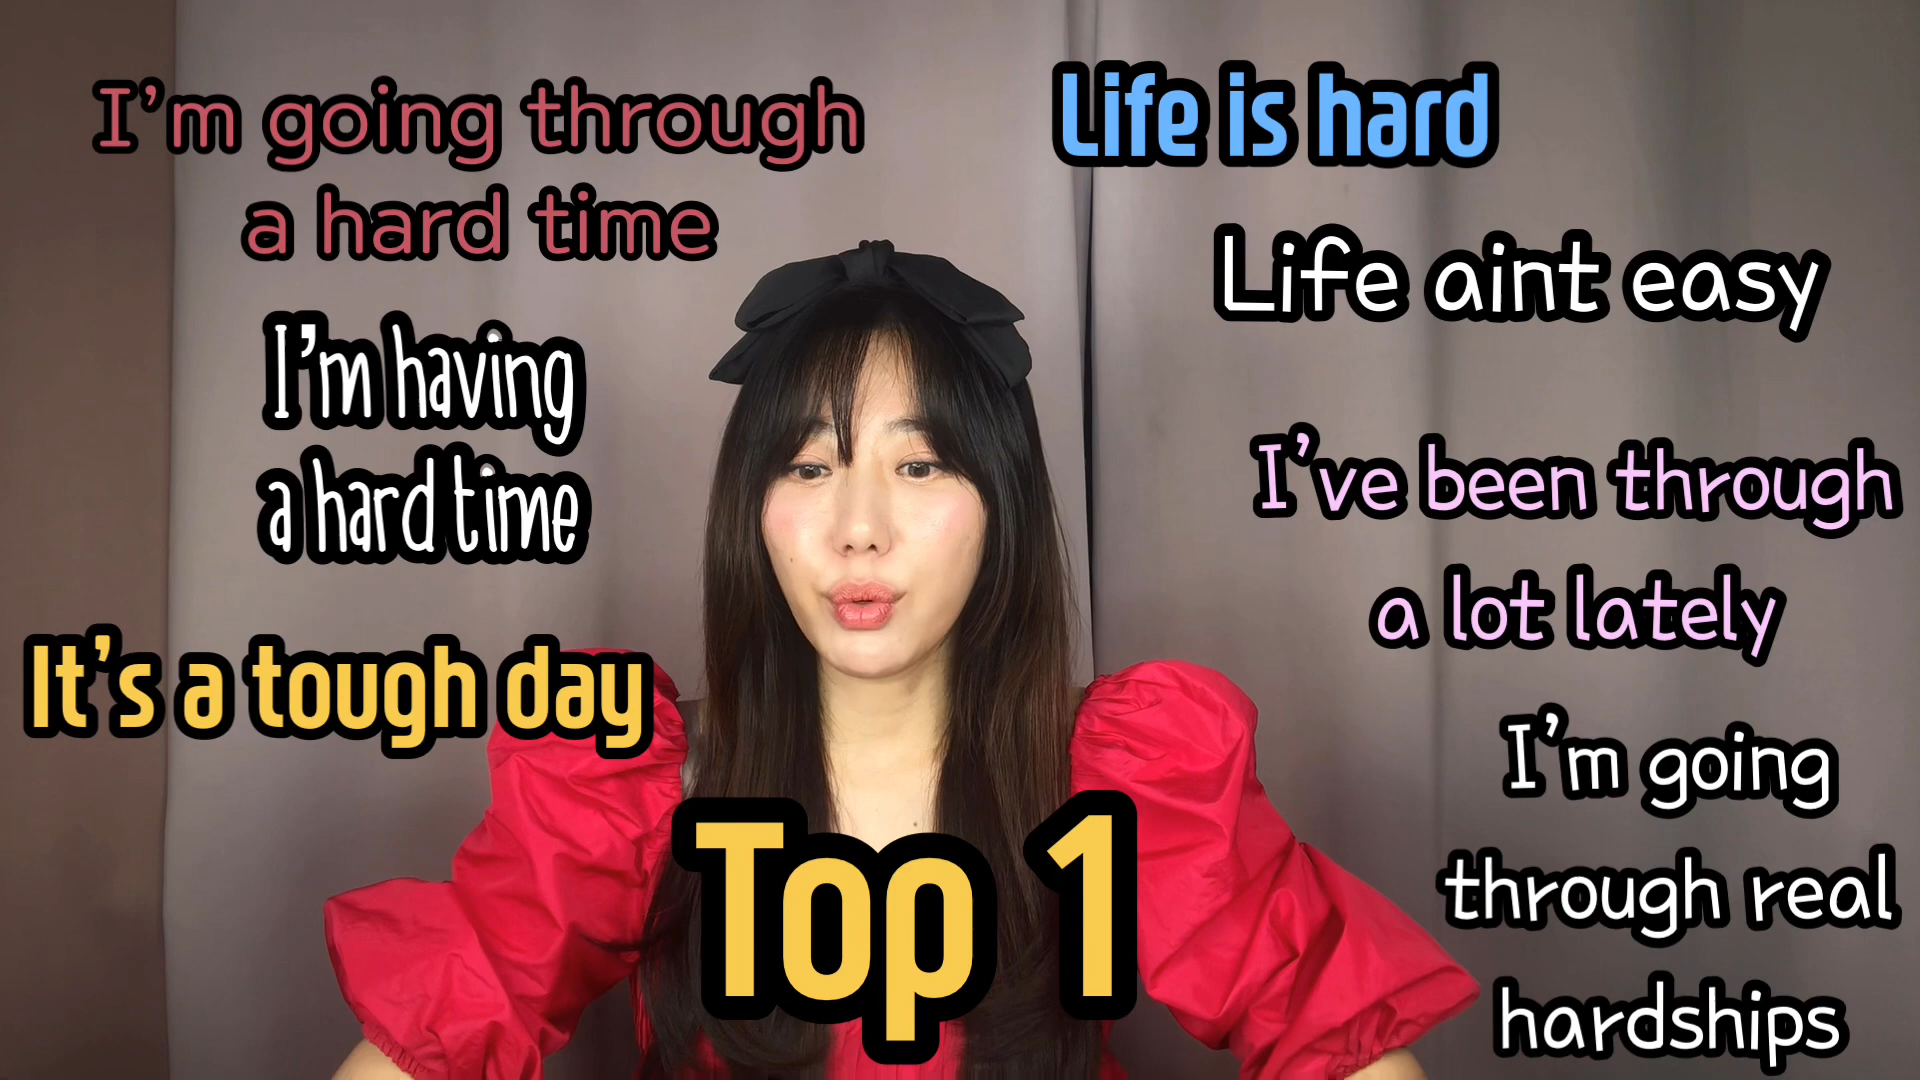 I'm going through
a hard time
I'm having
a hard time
It's a tough day
Life is hard
Life aint easy
I've been through
a lot lately
I'm going
through real
hardships
Top 1